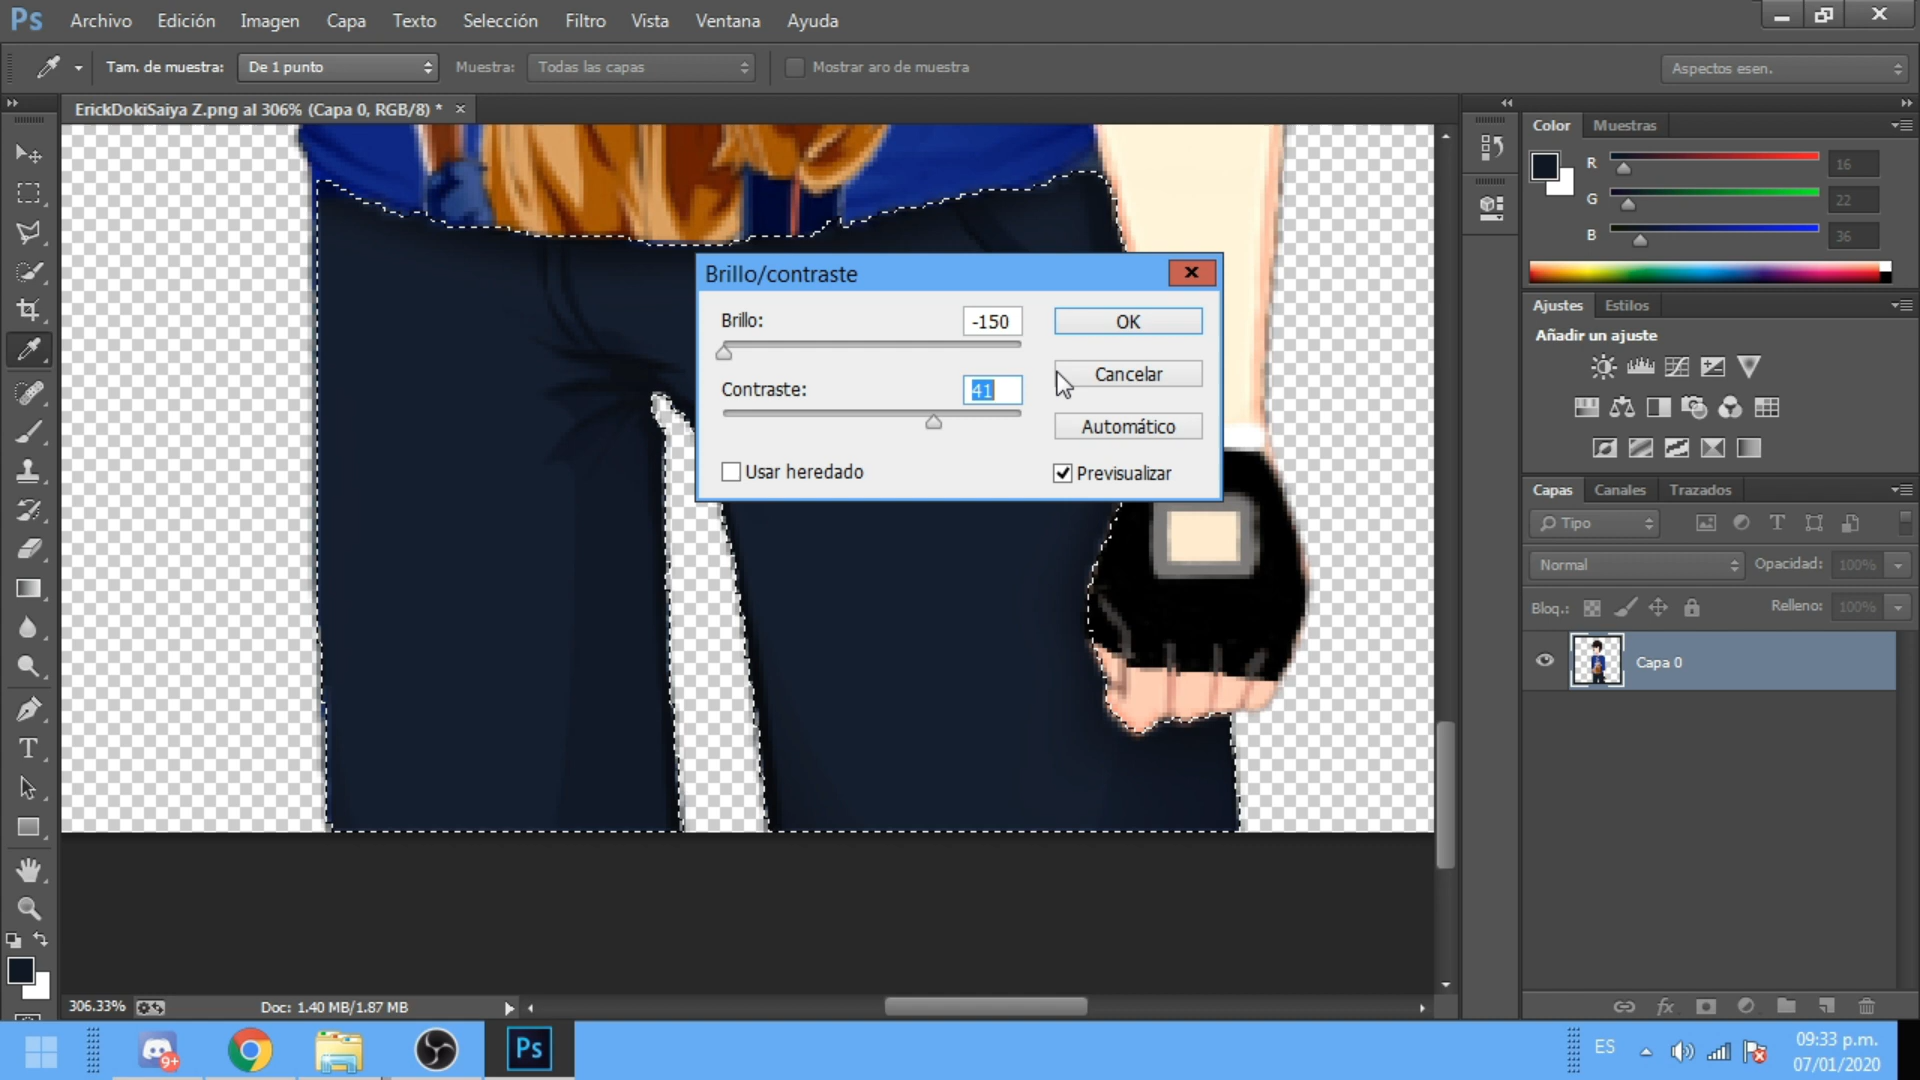 Ps Archivo Edición Imagen Capa Texto Selección Filtro Vista Ventana Ayuda
Tam. de muestra: De 1 punto Muestra: Todas las capas Mostrar aro de muestra Aspectos esen.
ErickDokiSaiya Z.png al 306% (Capa 0, RGB/8) *
Color Muestras
R 16
G 22
B 36
Ajustes Estilos
Añadir un ajuste
Brillo/contraste
Brillo: -150 OK
Cancelar
Contraste: 41
Automático
Usar heredado Previsualizar
Capas Canales Trazados
Tipo
Normal Opacidad: 100%
Bloq.: Relleno: 100%
Capa 0
306.33% Doc: 1.40 MB/1.87 MB
9+ Ps ES 09:33 p.m.
07/01/2020